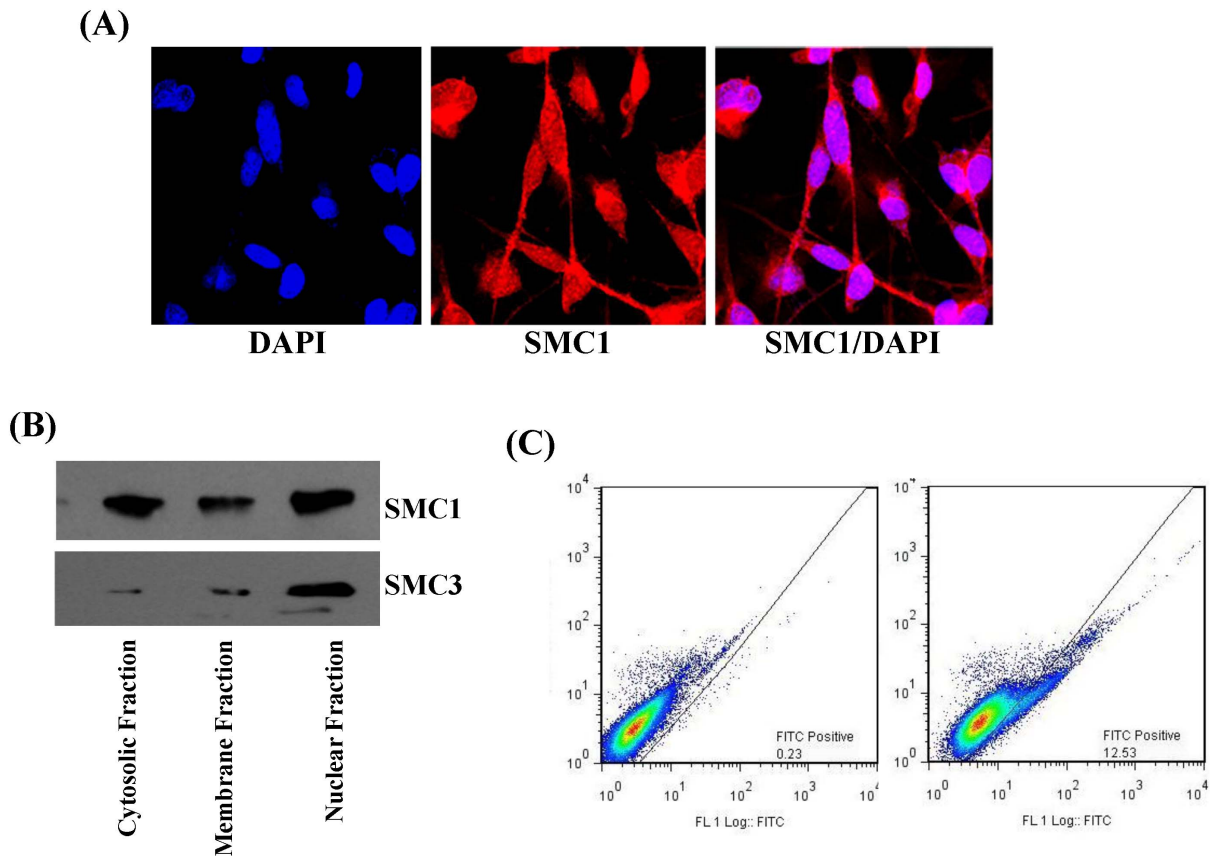 (A)
DAPI
SMC1
SMC1/DAPI
(B)
SMC1
SMC3
Cytosolic Fraction
Membrane Fraction
Nuclear Fraction
(C)
10^4
10^3
10^2
10^1
10^0
FITC Positive
0.23
10^0 10^1 10^2 10^3 10^4
FL 1 Log:: FITC
10^3
10^2
10^1
10^0
FITC Positive
12.53
10^0 10^1 10^2 10^3 10^4
FL 1 Log:: FITC